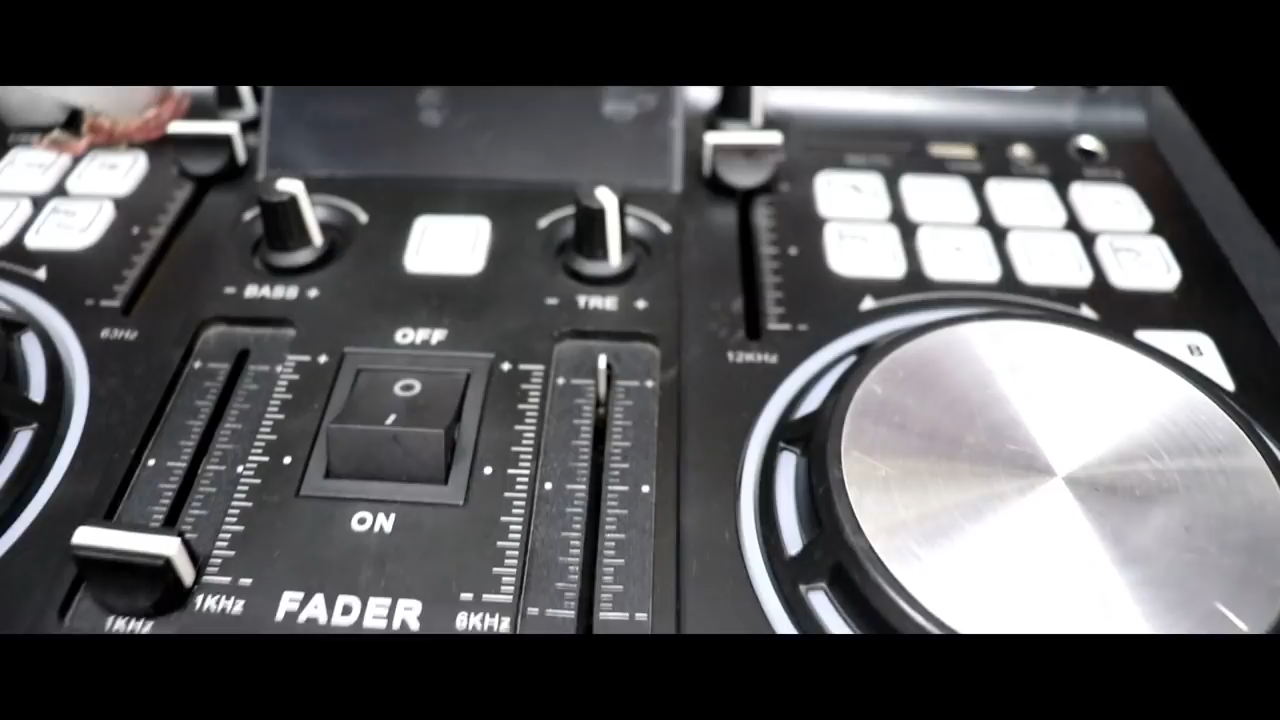 - BASS +
- TRE +
63Hz
OFF
12KHz
B
O
ON
1KHz
FADER
6KHz
1KHz